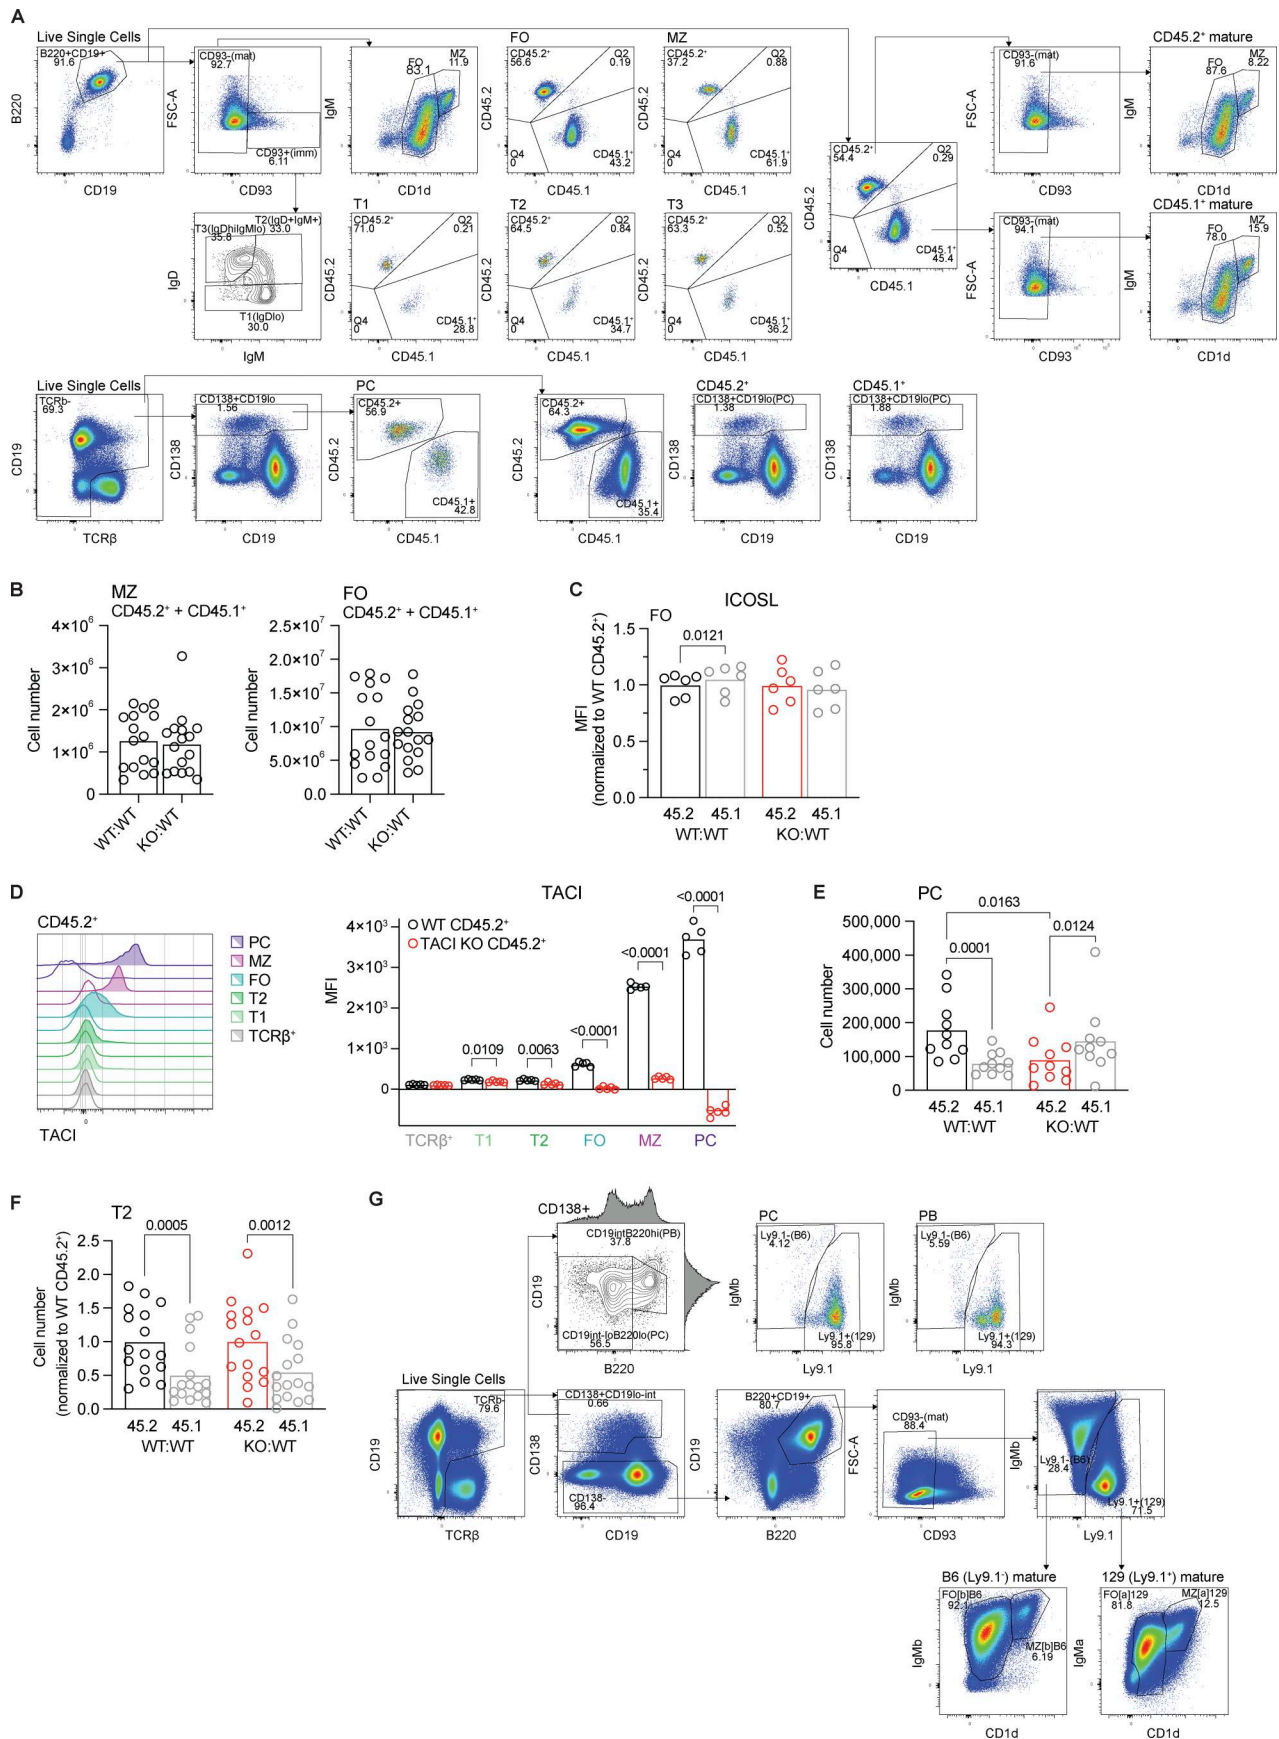 A
Live Single Cells
B220+CD19+
91.6
B220
CD19
CD93-(mat)
92.7
CD93+(imm)
6.11
FSC-A
CD93
FO
83.1
MZ
11.9
IgM
CD1d
FO
CD45.2+
56.6
Q2
0.19
Q4
0
CD45.1+
43.2
CD45.2
CD45.1
MZ
CD45.2+
37.2
Q2
0.88
Q4
0
CD45.1+
61.9
CD45.2
CD45.1
CD45.2+
54.4
Q2
0.29
Q4
0
CD45.1+
45.4
CD45.2
CD45.1
CD93-(mat)
91.6
FSC-A
CD93
CD45.2+ mature
FO
87.6
MZ
8.22
IgM
CD1d
T2(IgD+IgM+)
T3(IgDhiIgMlo) 33.0
35.8
T1(IgDlo)
30.0
IgD
IgM
T1
CD45.2+
71.0
Q2
0.21
Q4
0
CD45.1+
28.8
CD45.2
CD45.1
T2
CD45.2+
64.5
Q2
0.84
Q4
0
CD45.1+
34.7
CD45.2
CD45.1
T3
CD45.2+
63.3
Q2
0.52
Q4
0
CD45.1+
36.2
CD45.2
CD45.1
CD93-(mat)
94.1
FSC-A
CD93
CD45.1+ mature
FO
78.0
MZ
15.9
IgM
CD1d
Live Single Cells
TCRb-
69.3
CD19
TCRβ
CD138+CD19lo
1.56
CD138
CD19
PC
CD45.2+
56.9
CD45.1+
42.8
CD45.2
CD45.1
CD45.2+
64.3
CD45.1+
35.4
CD45.2
CD45.1
CD45.2+
CD138+CD19lo(PC)
1.38
CD138
CD19
CD45.1+
CD138+CD19lo(PC)
1.88
CD138
CD19
B
MZ
CD45.2+ + CD45.1+
4×10⁶
3×10⁶
2×10⁶
1×10⁶
0
Cell number
WT:WT
KO:WT
FO
CD45.2+ + CD45.1+
2.5×10⁷
2.0×10⁷
1.5×10⁷
1.0×10⁷
5.0×10⁶
0.0
Cell number
WT:WT
KO:WT
C
ICOSL
FO
0.0121
1.5
1.0
0.5
0.0
MFI
(normalized to WT CD45.2+)
45.2 45.1 45.2 45.1
WT:WT KO:WT
D
CD45.2+
PC
MZ
FO
T2
T1
TCRβ+
TACI
TACI
WT CD45.2+
TACI KO CD45.2+
4×10³
3×10³
2×10³
1×10³
0
MFI
0.0109
0.0063
<0.0001
<0.0001
<0.0001
TCRβ+ T1 T2 FO MZ PC
E
PC
0.0163
0.0001
0.0124
500,000
400,000
300,000
200,000
100,000
0
Cell number
45.2 45.1 45.2 45.1
WT:WT KO:WT
F
T2
0.0005
0.0012
2.5
2.0
1.5
1.0
0.5
0.0
Cell number
(normalized to WT CD45.2+)
45.2 45.1 45.2 45.1
WT:WT KO:WT
G
CD138+
CD19intB220hi(PB)
37.8
CD19int-loB220lo(PC)
56.5
CD19
B220
PC
Ly9.1-(B6)
4.12
Ly9.1+(129)
95.8
IgMb
Ly9.1
PB
Ly9.1-(B6)
5.59
Ly9.1+(129)
94.3
IgMb
Ly9.1
Live Single Cells
TCRb-
79.6
CD19
TCRβ
CD138+CD19lo-int
0.66
CD138-
96.4
CD138
CD19
B220+CD19+
80.7
CD19
B220
CD93-(mat)
88.4
FSC-A
CD93
Ly9.1-(B6)
28.4
Ly9.1+(129)
71.5
IgMb
Ly9.1
B6 (Ly9.1-) mature
FO[b]B6
92.1
MZ[b]B6
6.19
IgMb
CD1d
129 (Ly9.1+) mature
FO[a]129
81.8
MZ[a]129
12.5
IgMa
CD1d